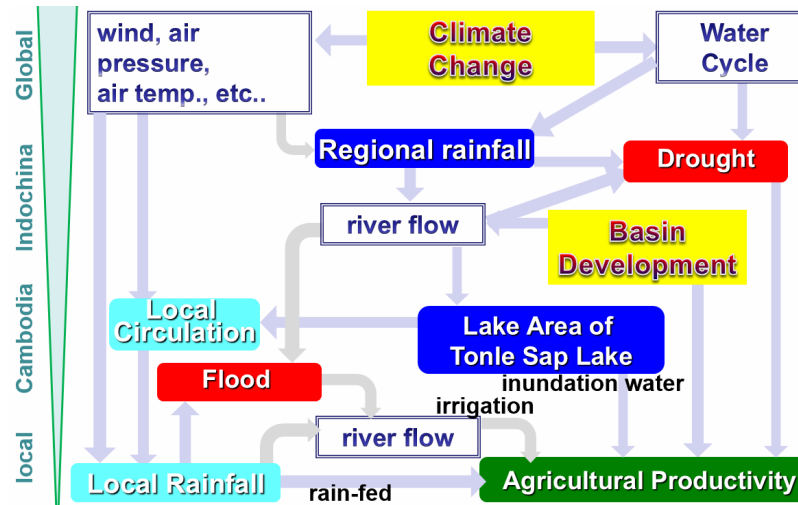 Global
Indochina
Cambodia
local
wind, air
pressure,
air temp., etc..
Climate
Change
Water
Cycle
Regional rainfall
Drought
river flow
Basin
Development
Local
Circulation
Lake Area of
Tonle Sap Lake
Flood
inundation water
irrigation
river flow
Local Rainfall
rain-fed
Agricultural Productivity